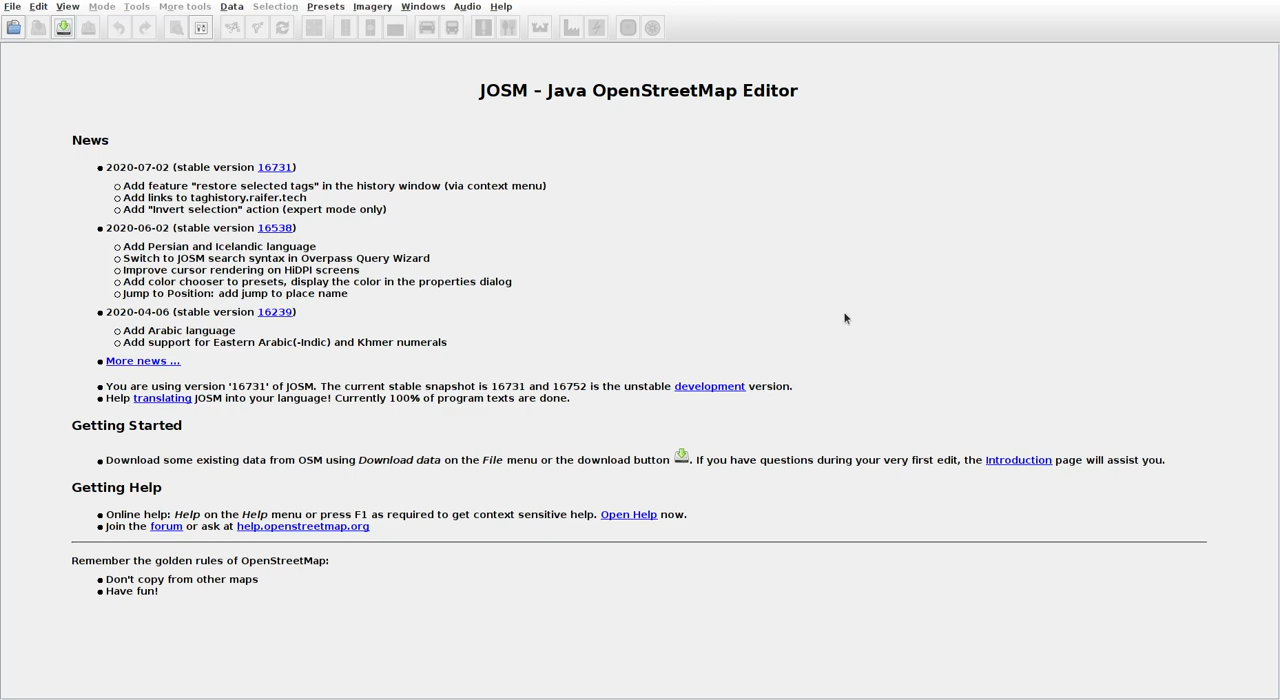 File Edit View Mode Tools More tools Data Selection Presets Imagery Windows Audio Help
JOSM – Java OpenStreetMap Editor
News
2020-07-02 (stable version 16731)
Add feature "restore selected tags" in the history window (via context menu)
Add links to taghistory.raifer.tech
Add "Invert selection" action (expert mode only)
2020-06-02 (stable version 16538)
Add Persian and Icelandic language
Switch to JOSM search syntax in Overpass Query Wizard
Improve cursor rendering on HiDPI screens
Add color chooser to presets, display the color in the properties dialog
Jump to Position: add jump to place name
2020-04-06 (stable version 16239)
Add Arabic language
Add support for Eastern Arabic(-Indic) and Khmer numerals
More news ...
You are using version '16731' of JOSM. The current stable snapshot is 16731 and 16752 is the unstable development version.
Help translating JOSM into your language! Currently 100% of program texts are done.
Getting Started
Download some existing data from OSM using Download data on the File menu or the download button . If you have questions during your very first edit, the Introduction page will assist you.
Getting Help
Online help: Help on the Help menu or press F1 as required to get context sensitive help. Open Help now.
Join the forum or ask at help.openstreetmap.org
Remember the golden rules of OpenStreetMap:
Don't copy from other maps
Have fun!